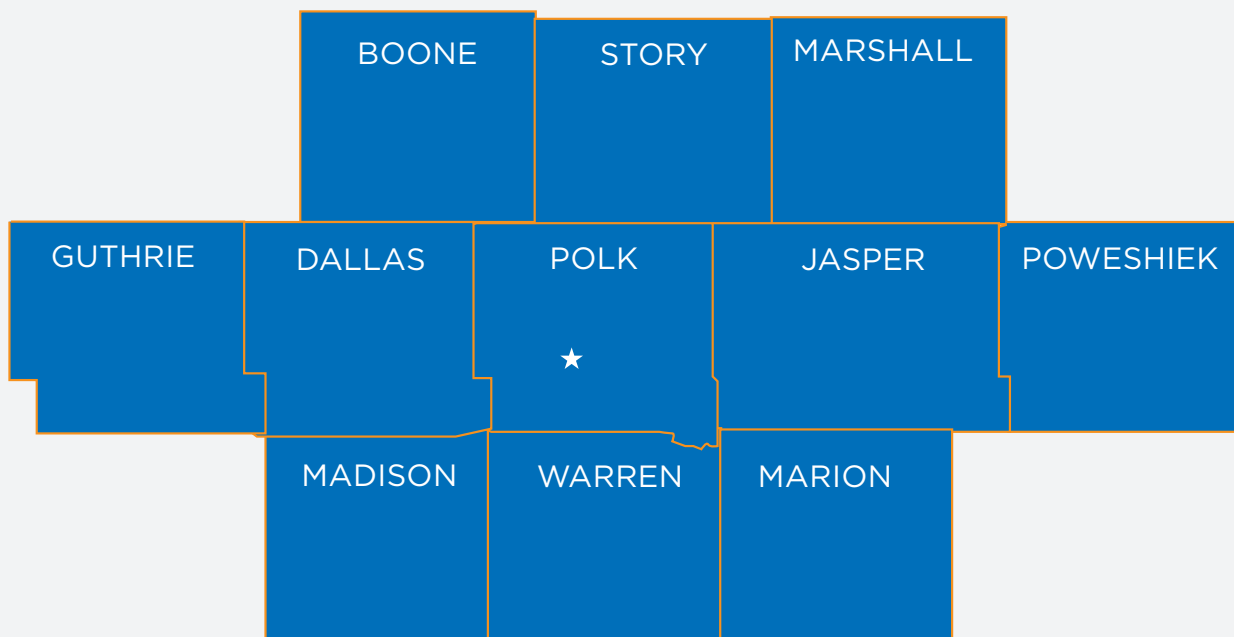 BOONE
STORY
MARSHALL
GUTHRIE
DALLAS
POLK
JASPER
POWESHIEK
MADISON
WARREN
MARION